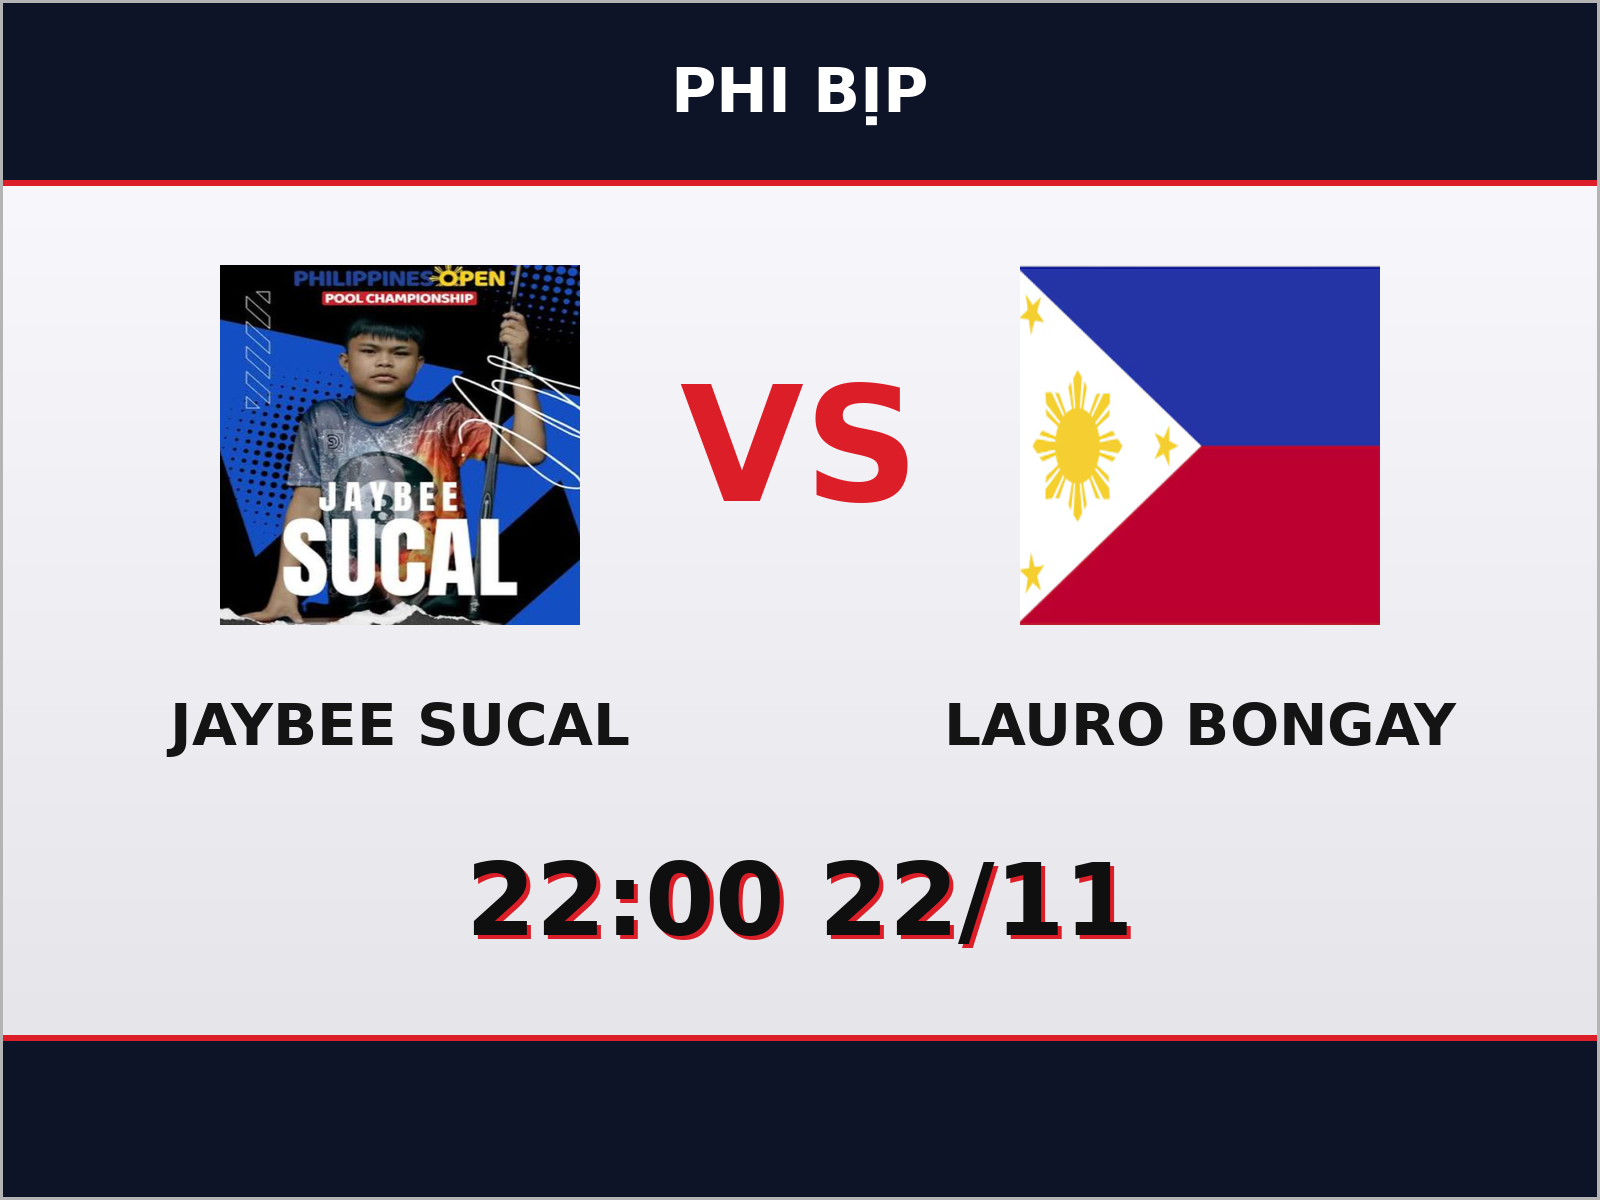 PHI BỊP
PHILIPPINES OPEN
POOL CHAMPIONSHIP
JAYBEE
SUCAL
VS
JAYBEE SUCAL
LAURO BONGAY
22:00 22/11